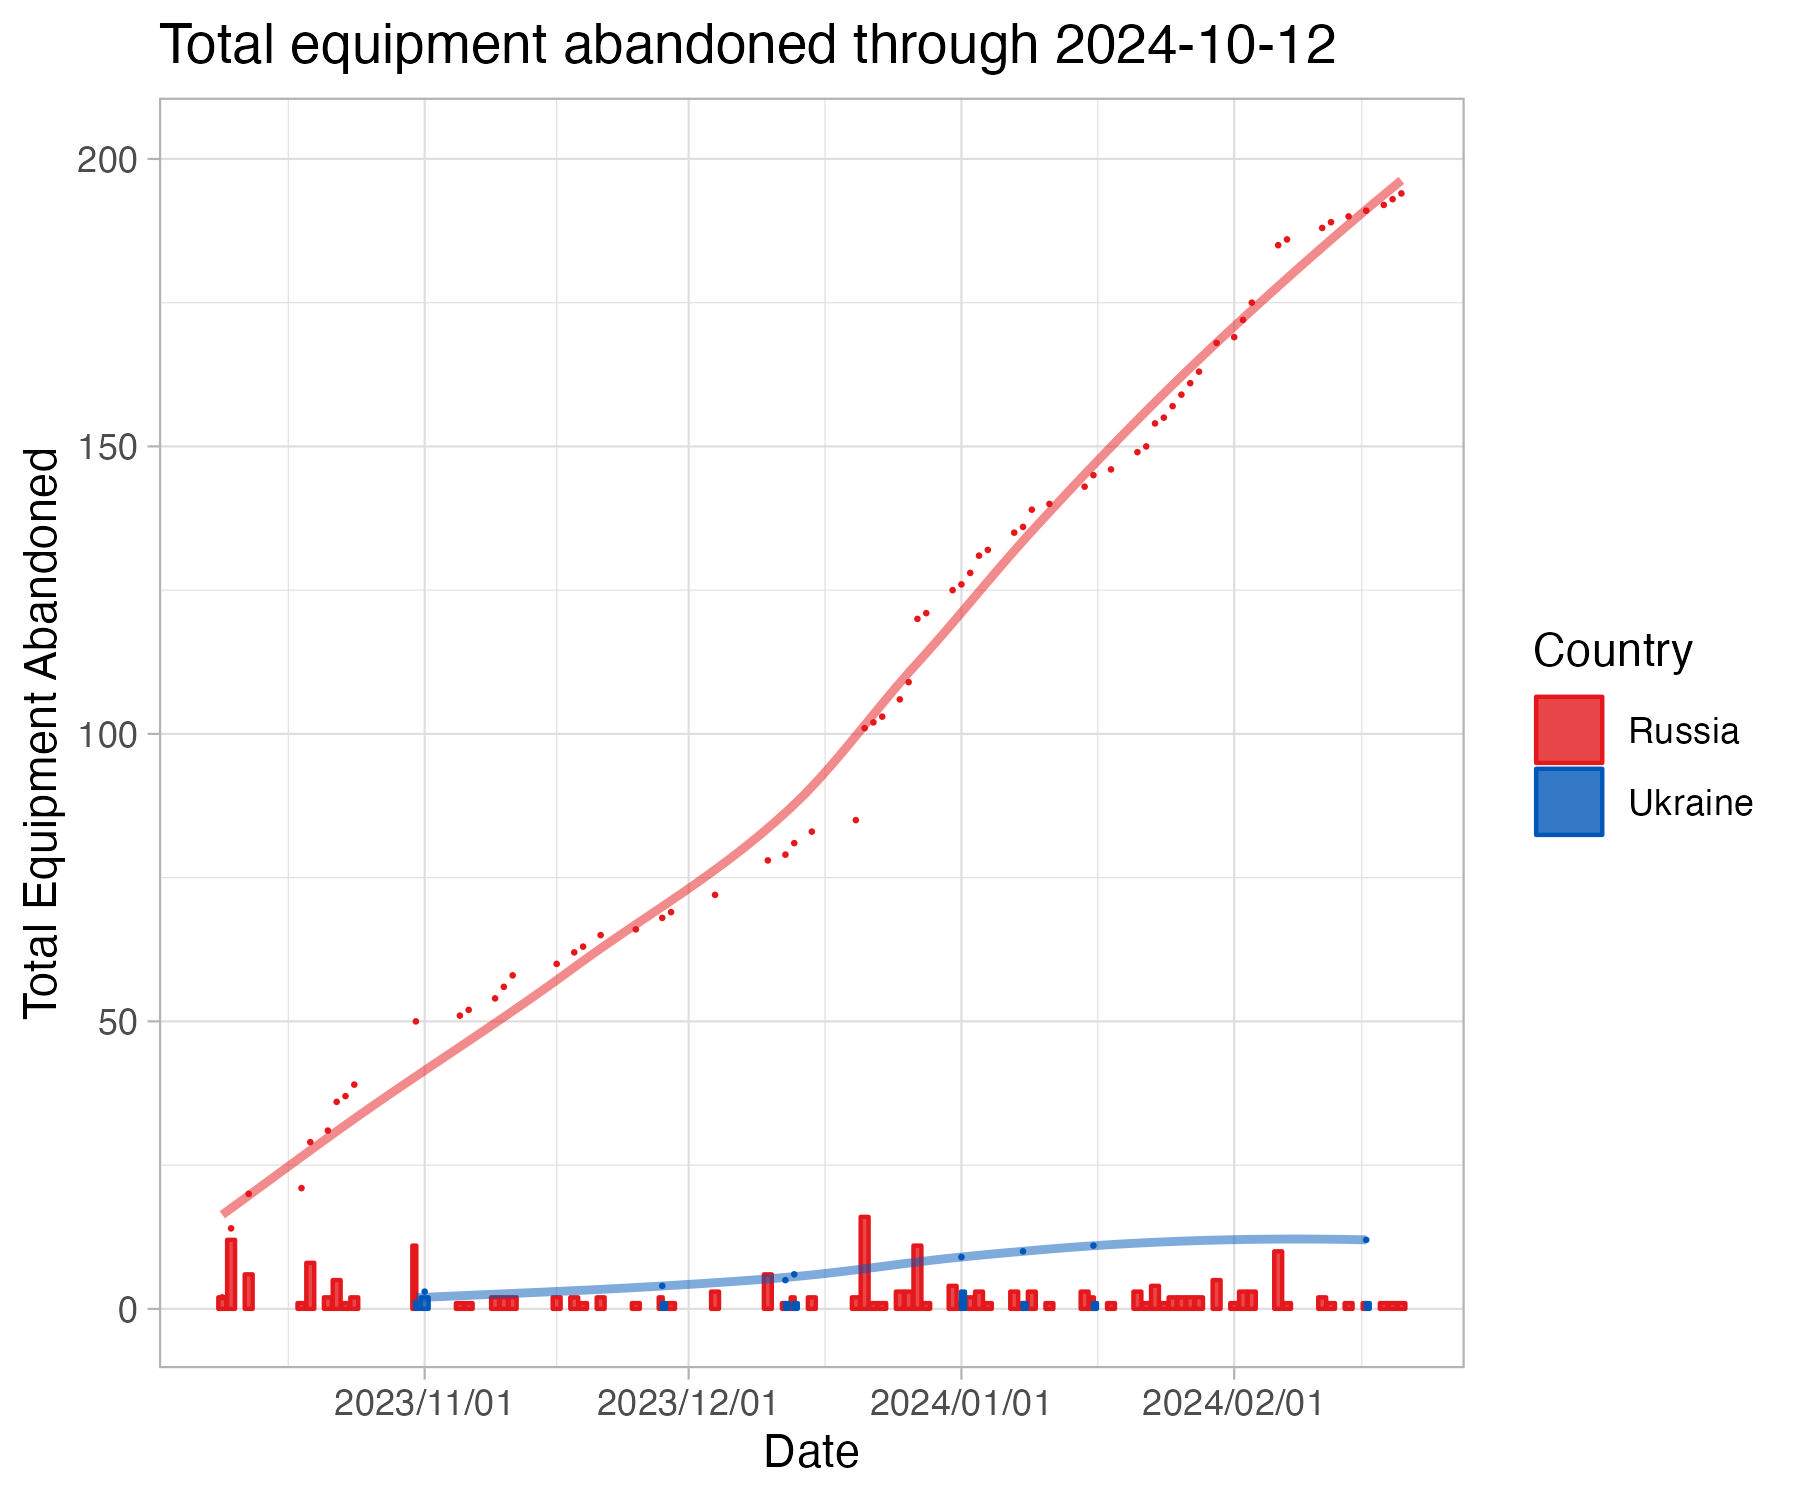 Total equipment abandoned through 2024-10-12
Total Equipment Abandoned
200
150
100
50
0
2023/11/01
2023/12/01
2024/01/01
2024/02/01
Date
Country
Russia
Ukraine